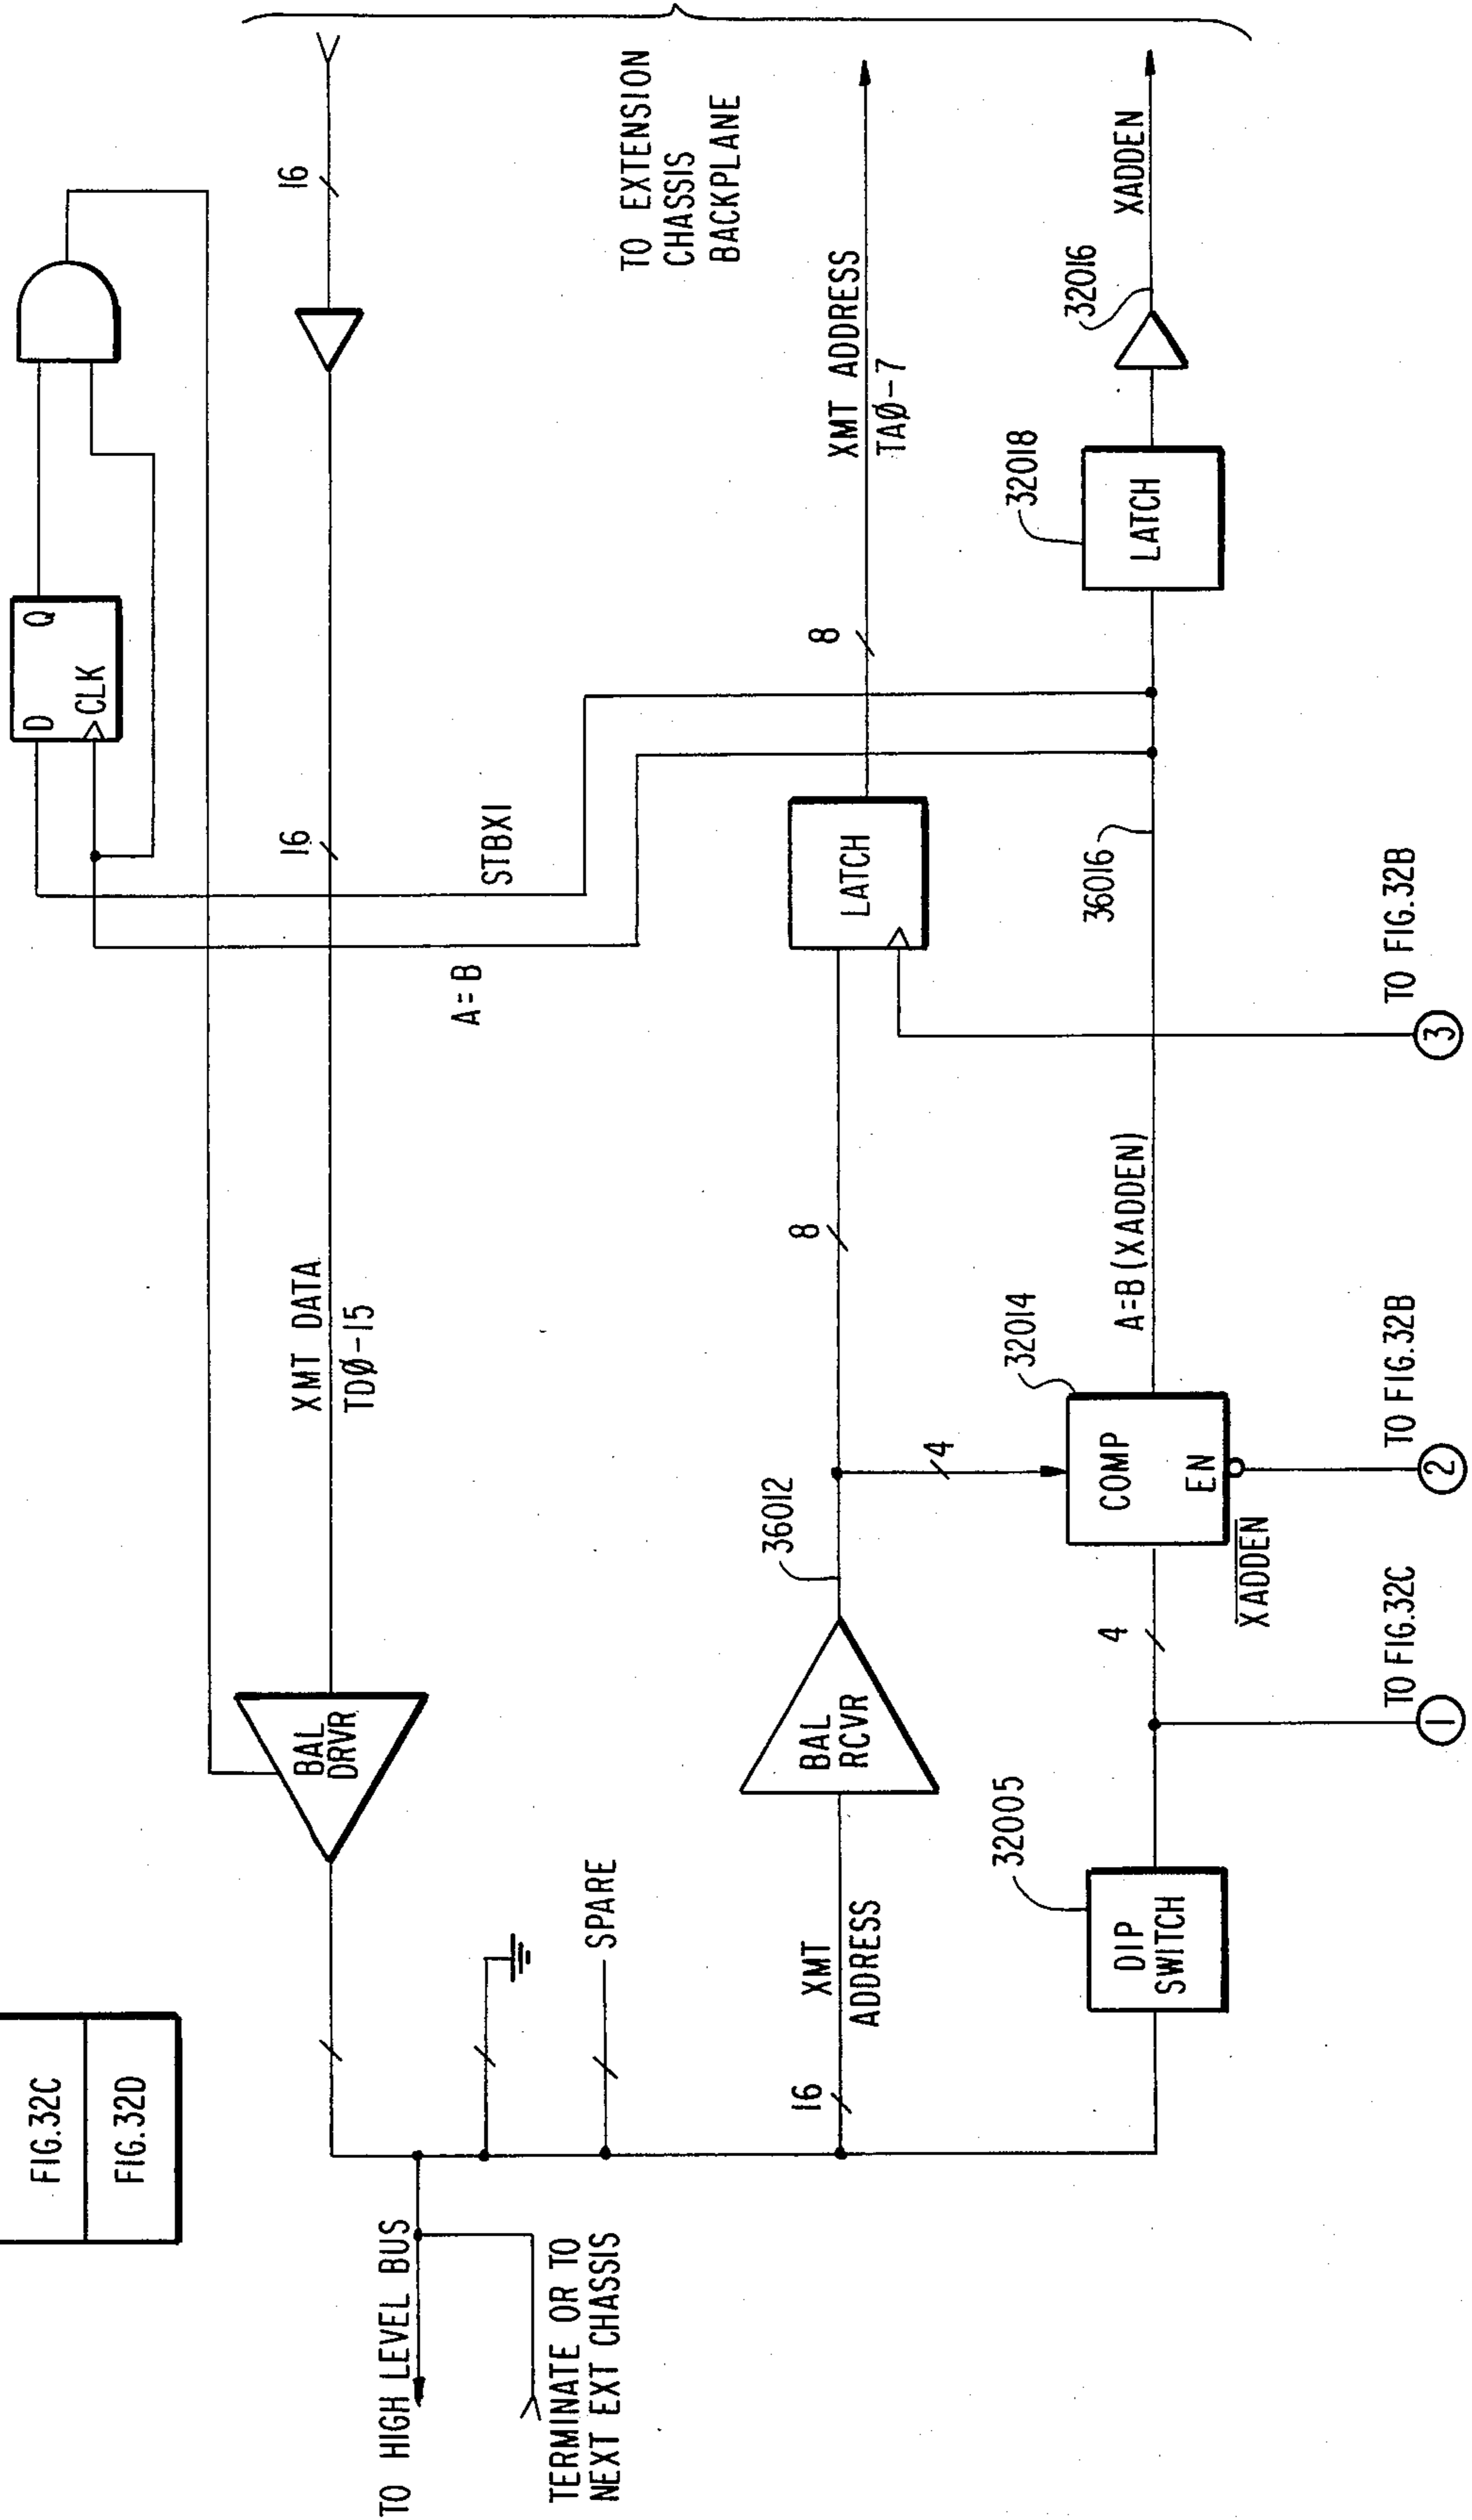 FIG.32C
FIG.32D
D
Q
CLK
16
16
XMT DATA
TDØ-15
BAL
DRVR
STBX1
A=B
TO HIGH LEVEL BUS
TERMINATE OR TO
NEXT EXT CHASSIS
SPARE
TO EXTENSION
CHASSIS
BACKPLANE
16
XMT
ADDRESS
BAL
RCVR
36012
8
4
LATCH
8
XMT ADDRESS
TAØ-7
32005
DIP
SWITCH
4
32014
COMP
EN
XADDEN
A=B(XADDEN)
36016
32018
LATCH
32016
XADDEN
TO FIG.32C
1
TO FIG.32B
2
TO FIG.32B
3